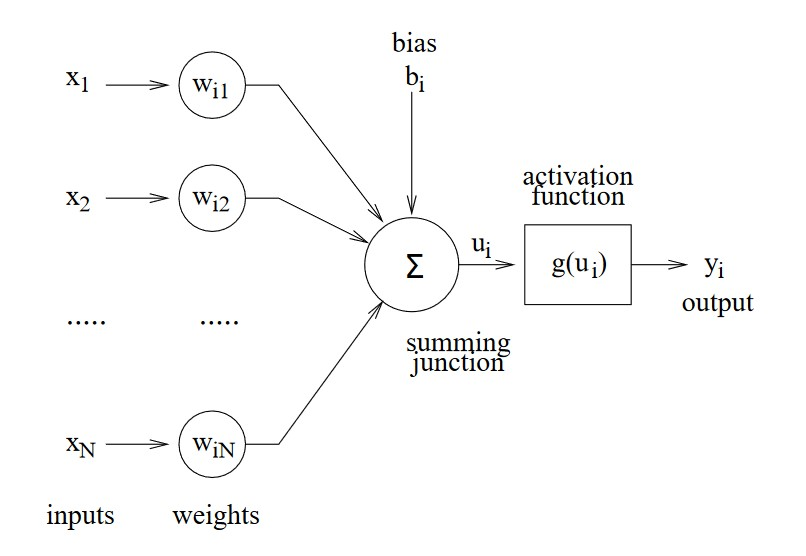 bias
b_i
x_1
w_i1
x_2
w_i2
activation
function
Σ
u_i
g(u_i)
y_i
output
.....
.....
summing
junction
x_N
w_iN
inputs
weights